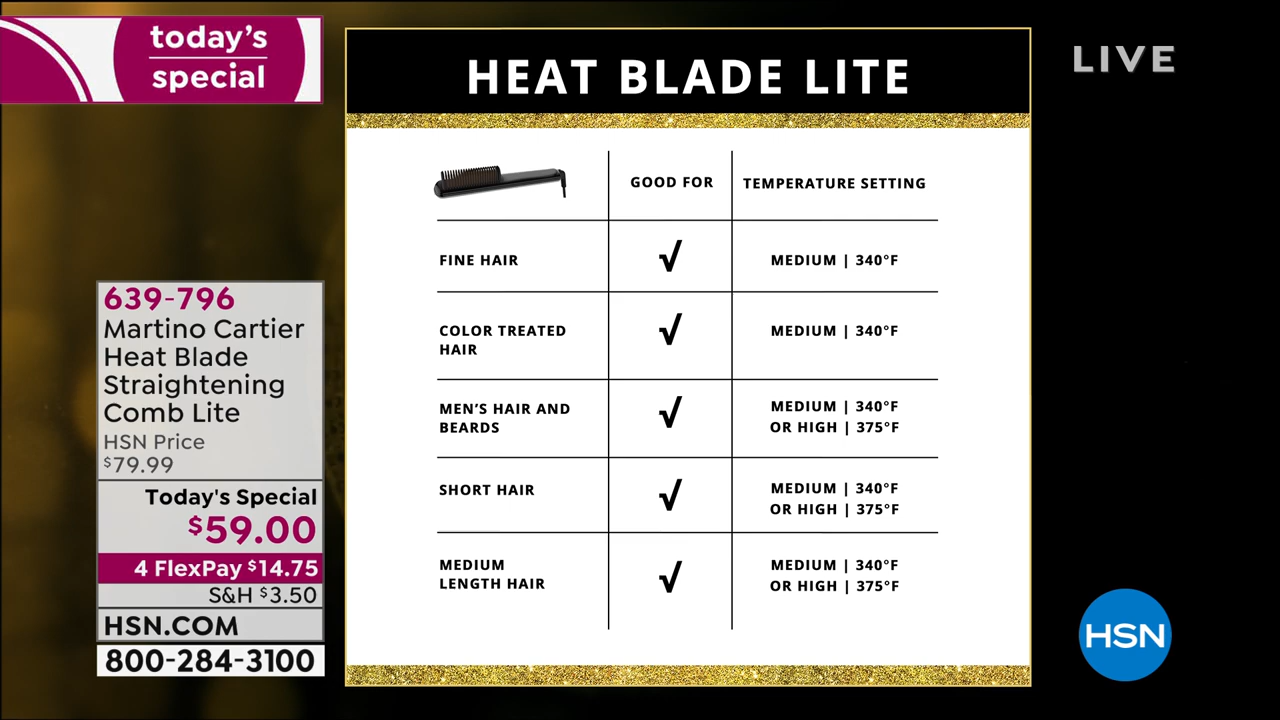 today's
special
LIVE
HEAT BLADE LITE
GOOD FOR
TEMPERATURE SETTING
FINE HAIR
√
MEDIUM | 340°F
COLOR TREATED
HAIR
√
MEDIUM | 340°F
MEN'S HAIR AND
BEARDS
√
MEDIUM | 340°F
OR HIGH | 375°F
SHORT HAIR
√
MEDIUM | 340°F
OR HIGH | 375°F
MEDIUM
LENGTH HAIR
√
MEDIUM | 340°F
OR HIGH | 375°F
639-796
Martino Cartier
Heat Blade
Straightening
Comb Lite
HSN Price
$79.99
Today's Special
$59.00
4 FlexPay $14.75
S&H $3.50
HSN.COM
800-284-3100
HSN